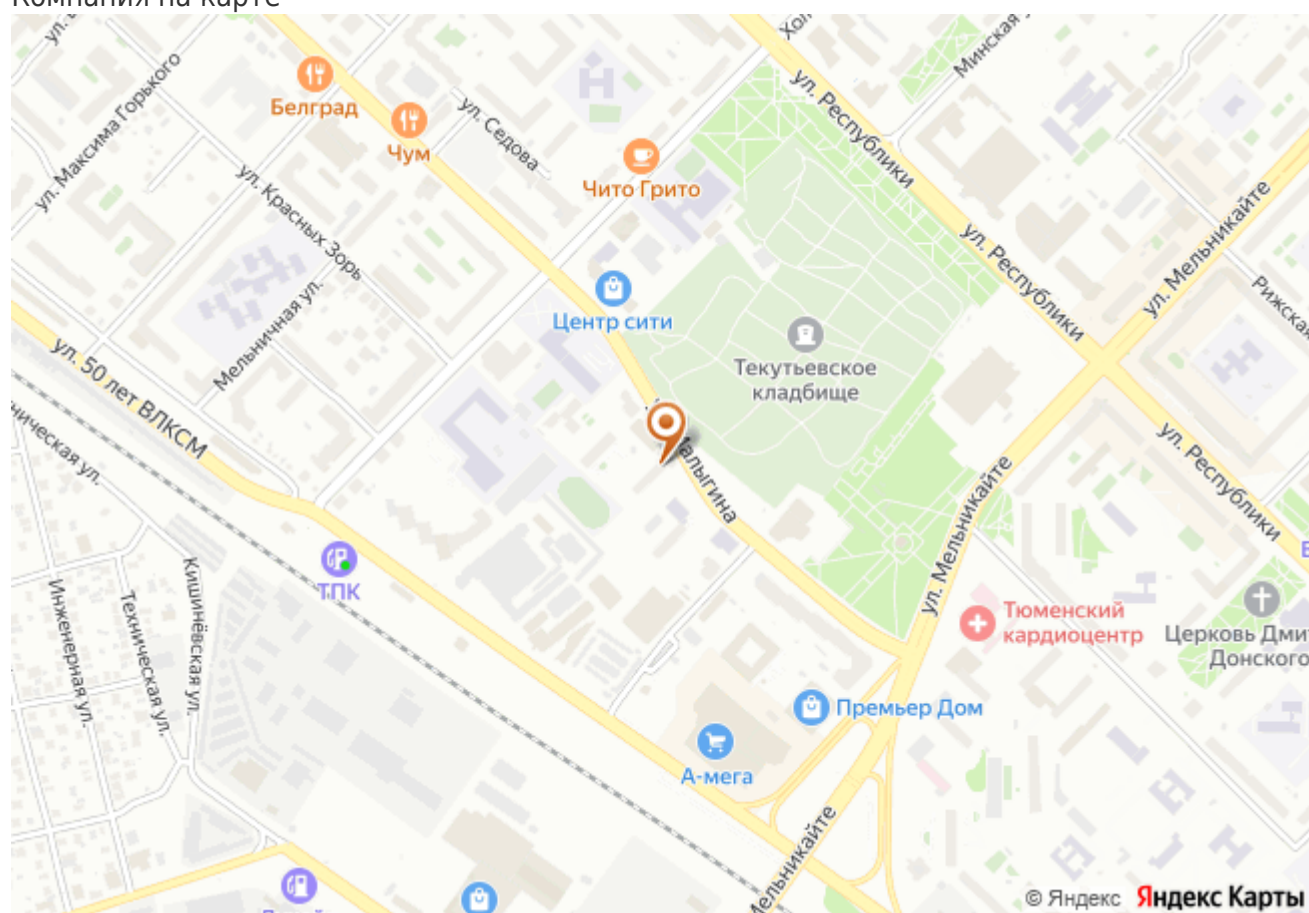 Компания на карте
ул. Максима Горького
Белград
Чум
ул. Седова
Чито Грито
ул. Республики
Минская
ул. Красных Зорь
Мельничная ул.
Центр сити
Текутьевское
кладбище
ул. Республики
ул. Мельникайте
Рижская
ул. 50 лет ВЛКСМ
Малыгина
ул. Мельникайте
ул. Республики
ТПК
Инженерная ул.
Техническая ул.
Кишинёвская ул.
Тюменский
кардиоцентр
Церковь Дми
Донского
Премьер Дом
А-мега
Мельникайте
© Яндекс Яндекс Карты